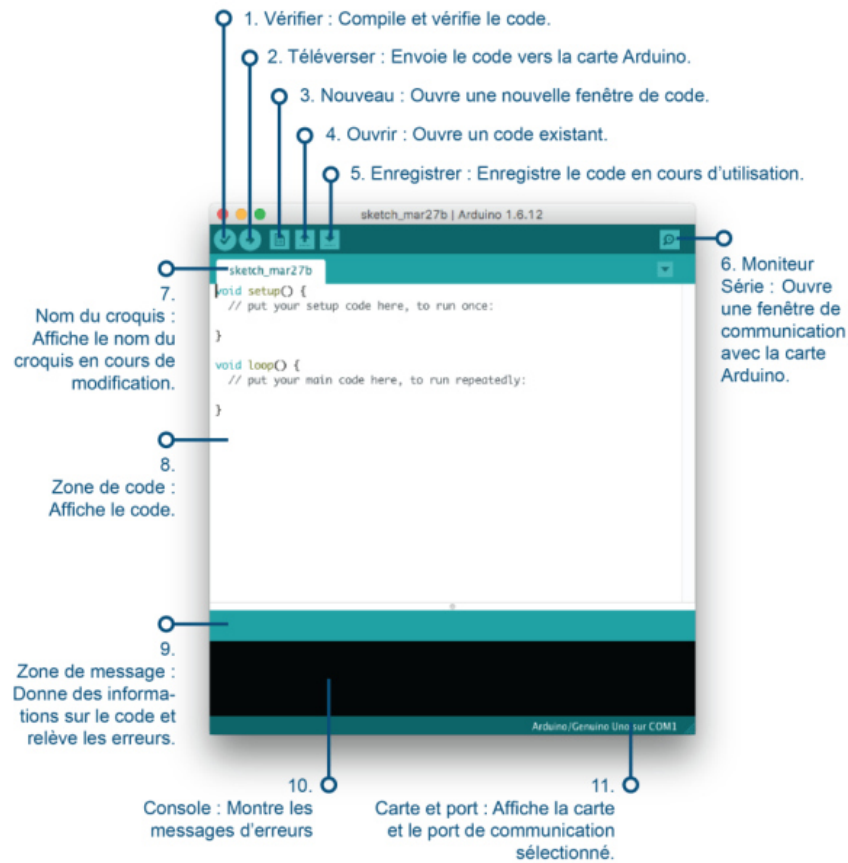 1. Vérifier : Compile et vérifie le code.
2. Téléverser : Envoie le code vers la carte Arduino.
3. Nouveau : Ouvre une nouvelle fenêtre de code.
4. Ouvrir : Ouvre un code existant.
5. Enregistrer : Enregistre le code en cours d'utilisation.
sketch_mar27b | Arduino 1.6.12
sketch_mar27b
void setup() {
// put your setup code here, to run once:
}
void loop() {
// put your main code here, to run repeatedly:
}
6. Moniteur
Série : Ouvre
une fenêtre de
communication
avec la carte
Arduino.
7.
Nom du croquis :
Affiche le nom du
croquis en cours de
modification.
8.
Zone de code :
Affiche le code.
9.
Zone de message :
Donne des informa-
tions sur le code et
relève les erreurs.
Arduino/Genuino Uno sur COM1
10.
Console : Montre les
messages d'erreurs
11.
Carte et port : Affiche la carte
et le port de communication
sélectionné.